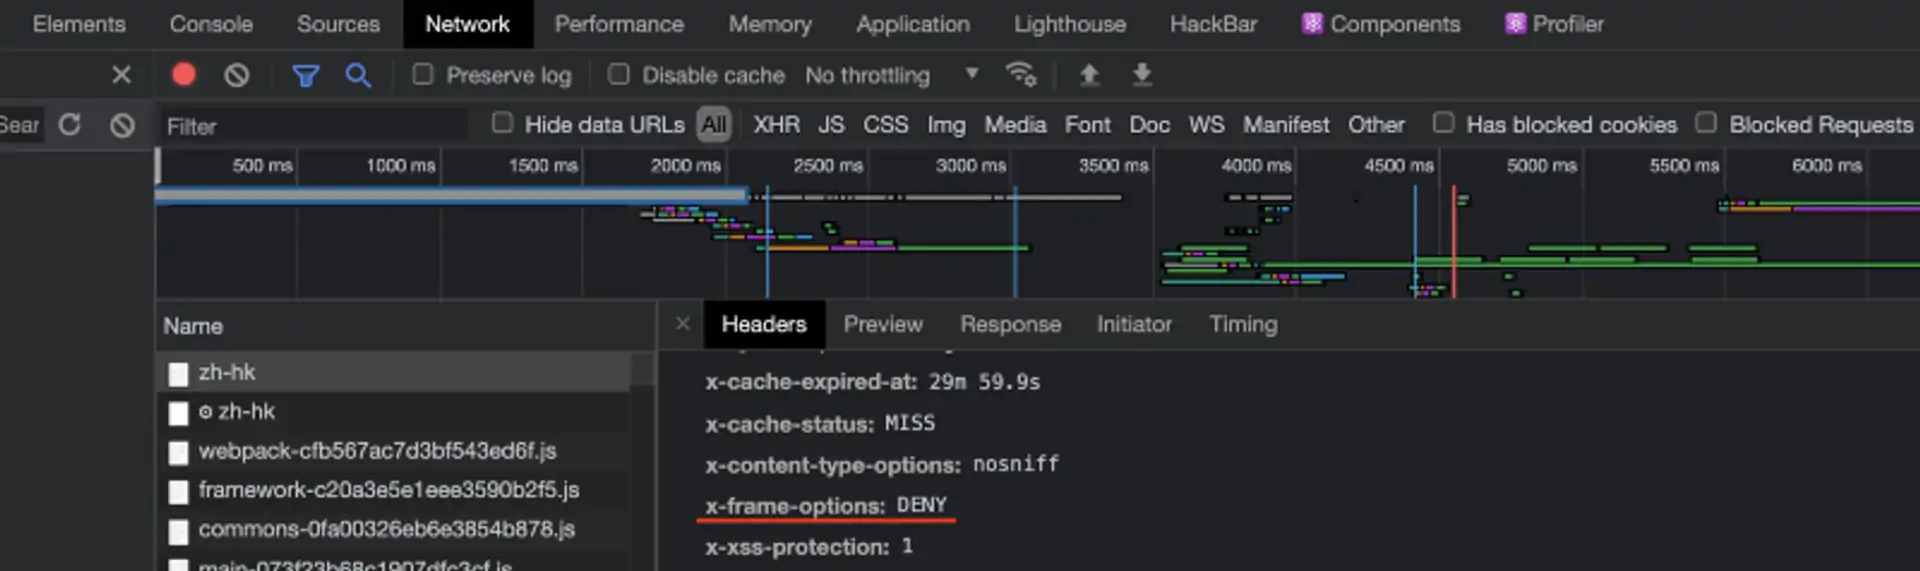 Elements Console Sources Network Performance Memory Application Lighthouse HackBar Components Profiler
Preserve log Disable cache No throttling
Sear Filter Hide data URLs All XHR JS CSS Img Media Font Doc WS Manifest Other Has blocked cookies Blocked Requests
500 ms 1000 ms 1500 ms 2000 ms 2500 ms 3000 ms 3500 ms 4000 ms 4500 ms 5000 ms 5500 ms 6000 ms
Name
zh-hk
zh-hk
webpack-cfb567ac7d3bf543ed6f.js
framework-c20a3e5e1eee3590b2f5.js
commons-0fa00326eb6e3854b878.js
main-073f23b68c1907dfc3cf.js
Headers Preview Response Initiator Timing
x-cache-expired-at: 29m 59.9s
x-cache-status: MISS
x-content-type-options: nosniff
x-frame-options: DENY
x-xss-protection: 1